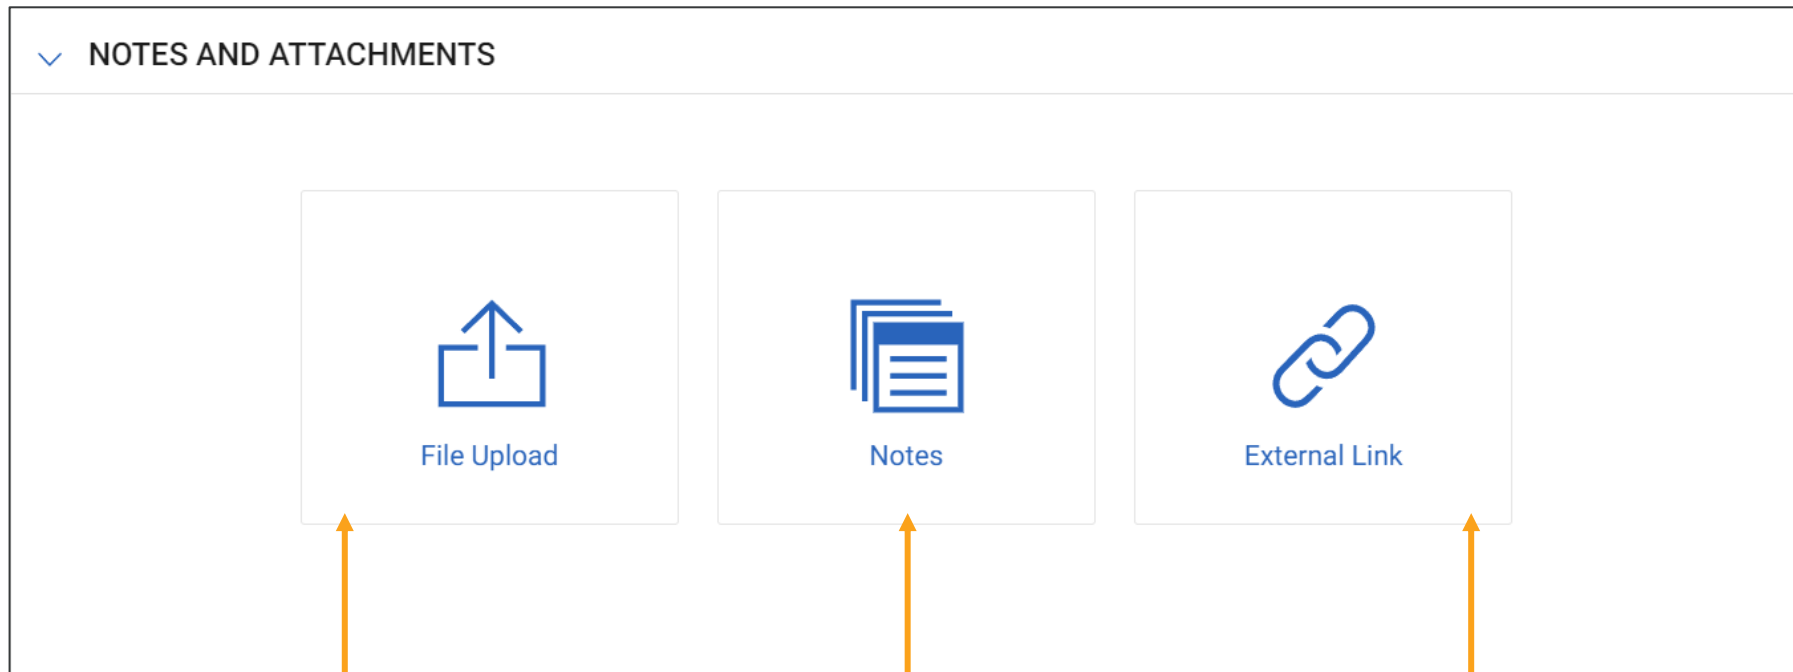 NOTES AND ATTACHMENTS
File Upload
Notes
External Link